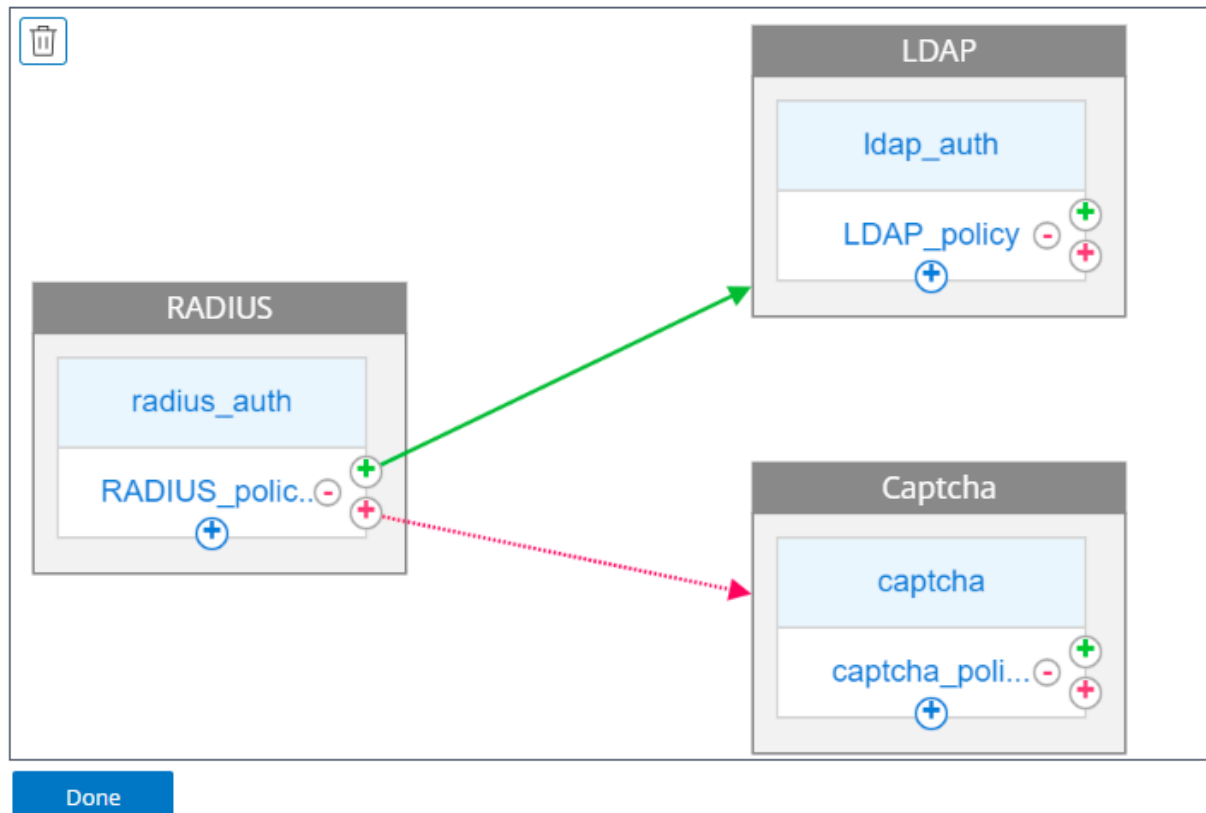 LDAP
ldap_auth
LDAP_policy
RADIUS
radius_auth
RADIUS_polic..
Captcha
captcha
captcha_poli...
Done